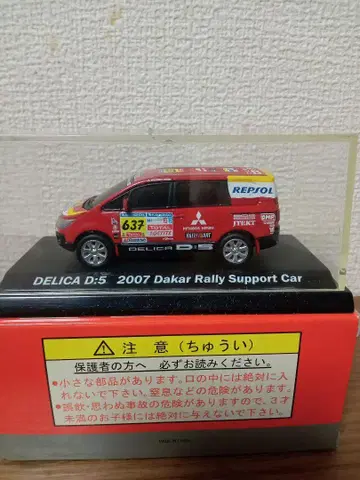 REPSOL
637
TOTAL
MITSUBISHI MOTORS
RALLIART
JTEKT
DELICA D:5
DELICA D:5 2007 Dakar Rally Support Car
注 意(ちゅうい)
保護者の方へ 必ずお読みください。
●小さな部品があります。口の中には絶対に入
れないで下さい。窒息などの危険があります。
●誤飲・思わぬ事故の危険がありますので、3才
未満のお子様には絶対に与えないで下さい。